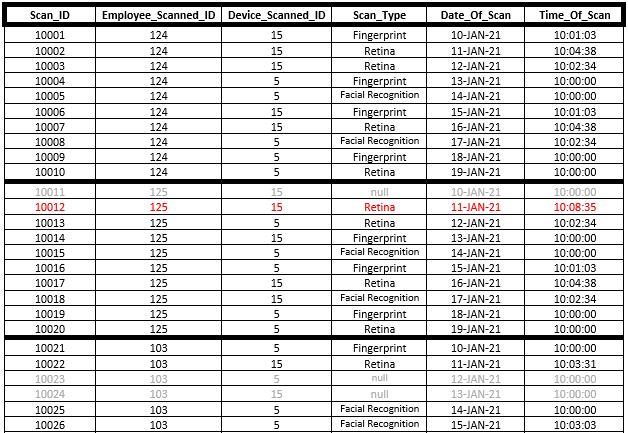 Scan_ID Employee_Scanned_ID Device_Scanned_ID Scan_Type Date_Of_Scan Time_Of_Scan
10001 124 15 Fingerprint 10-JAN-21 10:01:03
10002 124 15 Retina 11-JAN-21 10:04:38
10003 124 15 Retina 12-JAN-21 10:02:34
10004 124 5 Fingerprint 13-JAN-21 10:00:00
10005 124 5 Facial Recognition 14-JAN-21 10:00:00
10006 124 15 Fingerprint 15-JAN-21 10:01:03
10007 124 15 Retina 16-JAN-21 10:04:38
10008 124 5 Facial Recognition 17-JAN-21 10:02:34
10009 124 5 Fingerprint 18-JAN-21 10:00:00
10010 124 5 Retina 19-JAN-21 10:00:00
10011 125 15 null 10-JAN-21 10:00:00
10012 125 15 Retina 11-JAN-21 10:08:35
10013 125 5 Retina 12-JAN-21 10:02:34
10014 125 15 Fingerprint 13-JAN-21 10:00:00
10015 125 5 Facial Recognition 14-JAN-21 10:00:00
10016 125 5 Fingerprint 15-JAN-21 10:01:03
10017 125 15 Retina 16-JAN-21 10:04:38
10018 125 15 Facial Recognition 17-JAN-21 10:02:34
10019 125 5 Fingerprint 18-JAN-21 10:00:00
10020 125 5 Retina 19-JAN-21 10:00:00
10021 103 5 Fingerprint 10-JAN-21 10:00:00
10022 103 15 Retina 11-JAN-21 10:03:31
10023 103 5 null 12-JAN-21 10:00:00
10024 103 15 null 13-JAN-21 10:00:00
10025 103 5 Facial Recognition 14-JAN-21 10:00:00
10026 103 5 Facial Recognition 15-JAN-21 10:03:03